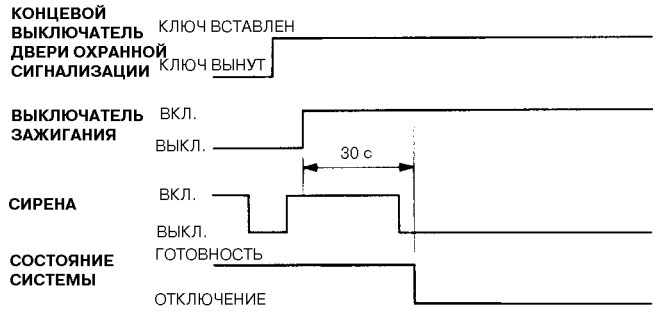 КОНЦЕВОЙ
ВЫКЛЮЧАТЕЛЬ
ДВЕРИ ОХРАННОЙ
СИГНАЛИЗАЦИИ
КЛЮЧ ВСТАВЛЕН
КЛЮЧ ВЫНУТ
ВЫКЛЮЧАТЕЛЬ
ЗАЖИГАНИЯ
ВКЛ.
ВЫКЛ.
30 с
СИРЕНА
ВКЛ.
ВЫКЛ.
СОСТОЯНИЕ
СИСТЕМЫ
ГОТОВНОСТЬ
ОТКЛЮЧЕНИЕ